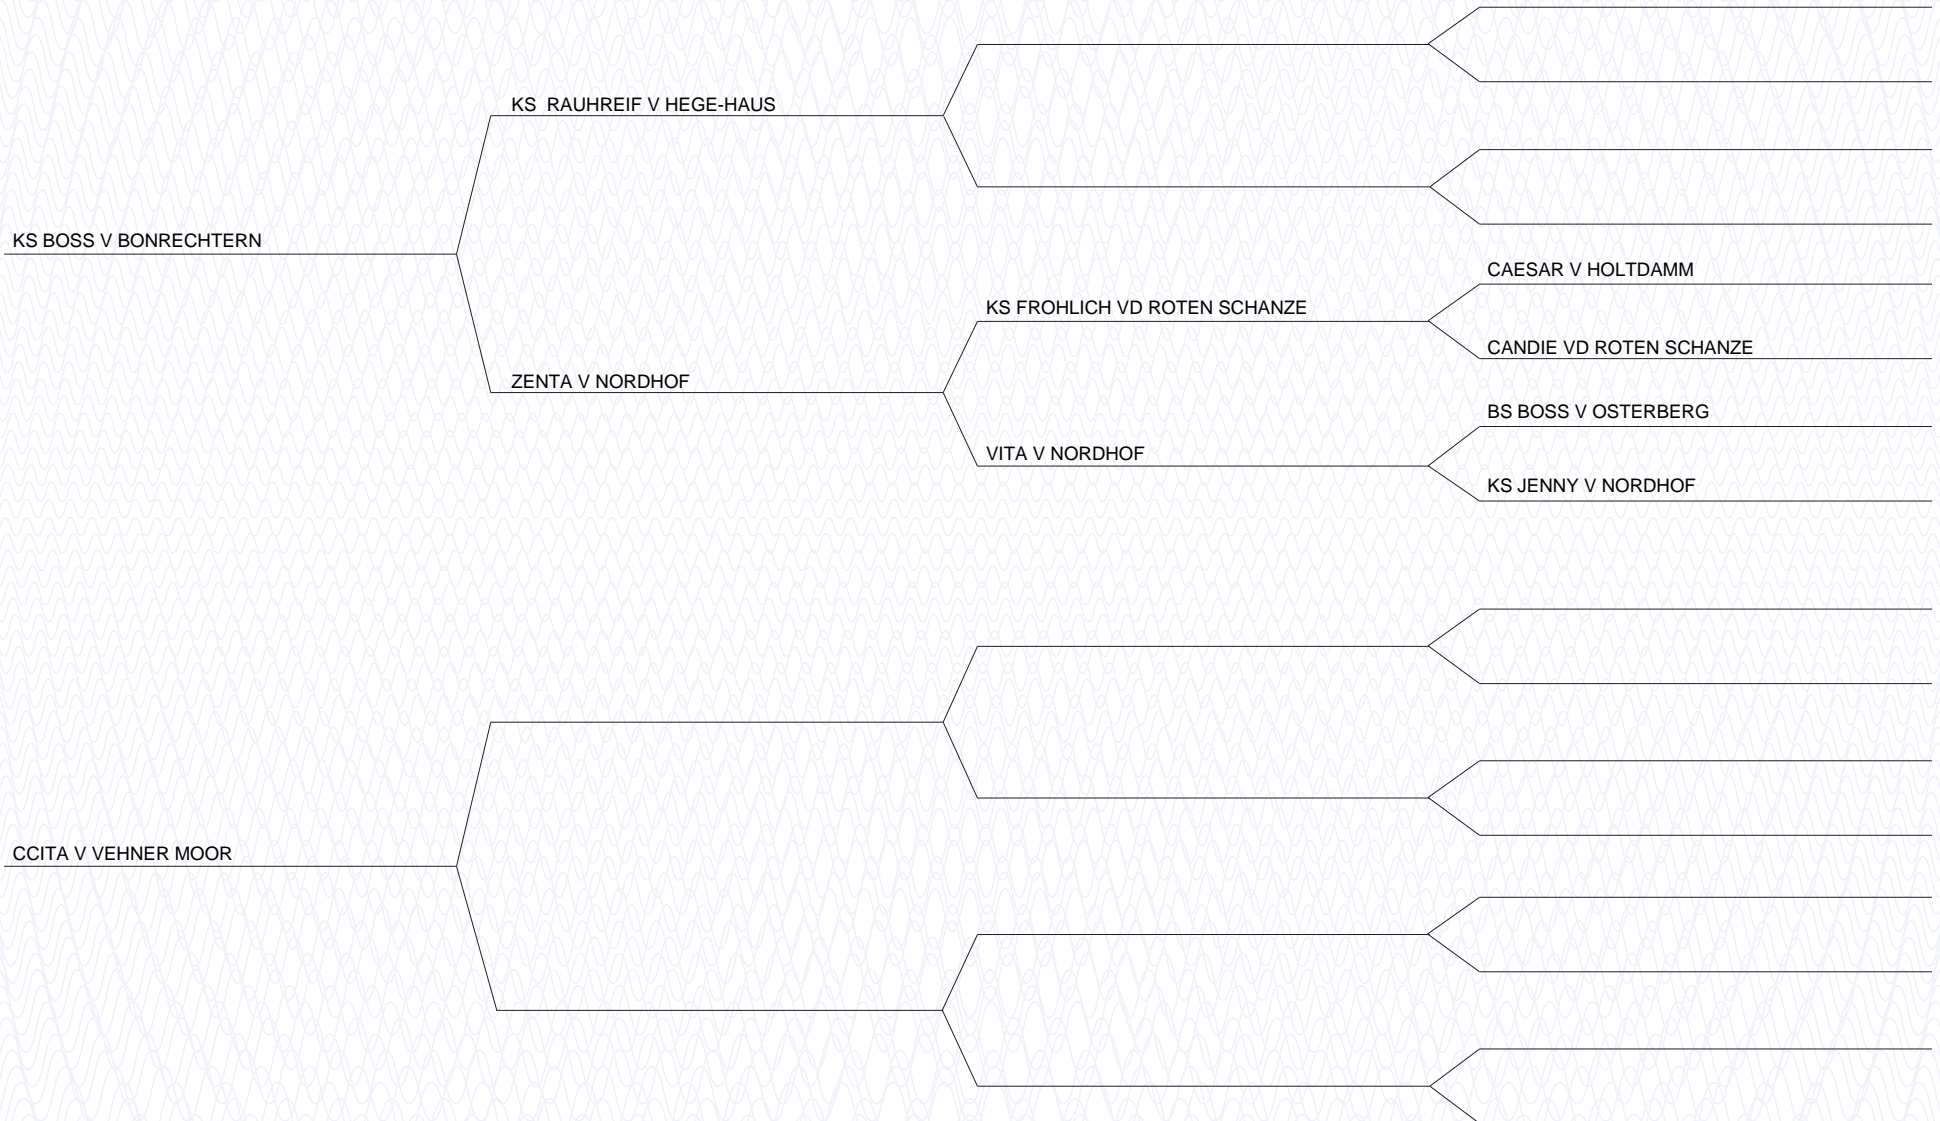 KS RAUHREIF V HEGE-HAUS
KS BOSS V BONRECHTERN
CAESAR V HOLTDAMM
KS FROHLICH VD ROTEN SCHANZE
CANDIE VD ROTEN SCHANZE
ZENTA V NORDHOF
BS BOSS V OSTERBERG
VITA V NORDHOF
KS JENNY V NORDHOF
CCITA V VEHNER MOOR